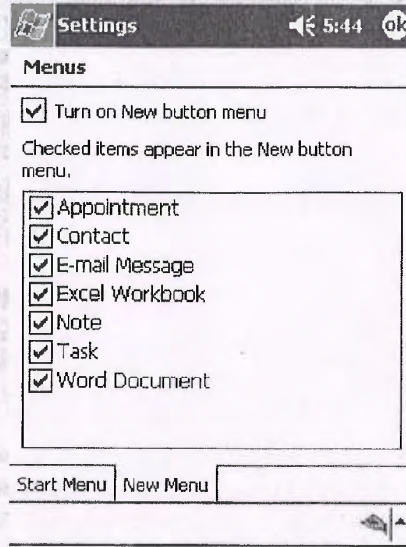 Settings 5:44 ok
Menus
Turn on New button menu
Checked items appear in the New button
menu.
Appointment
Contact
E-mail Message
Excel Workbook
Note
Task
Word Document
Start Menu New Menu